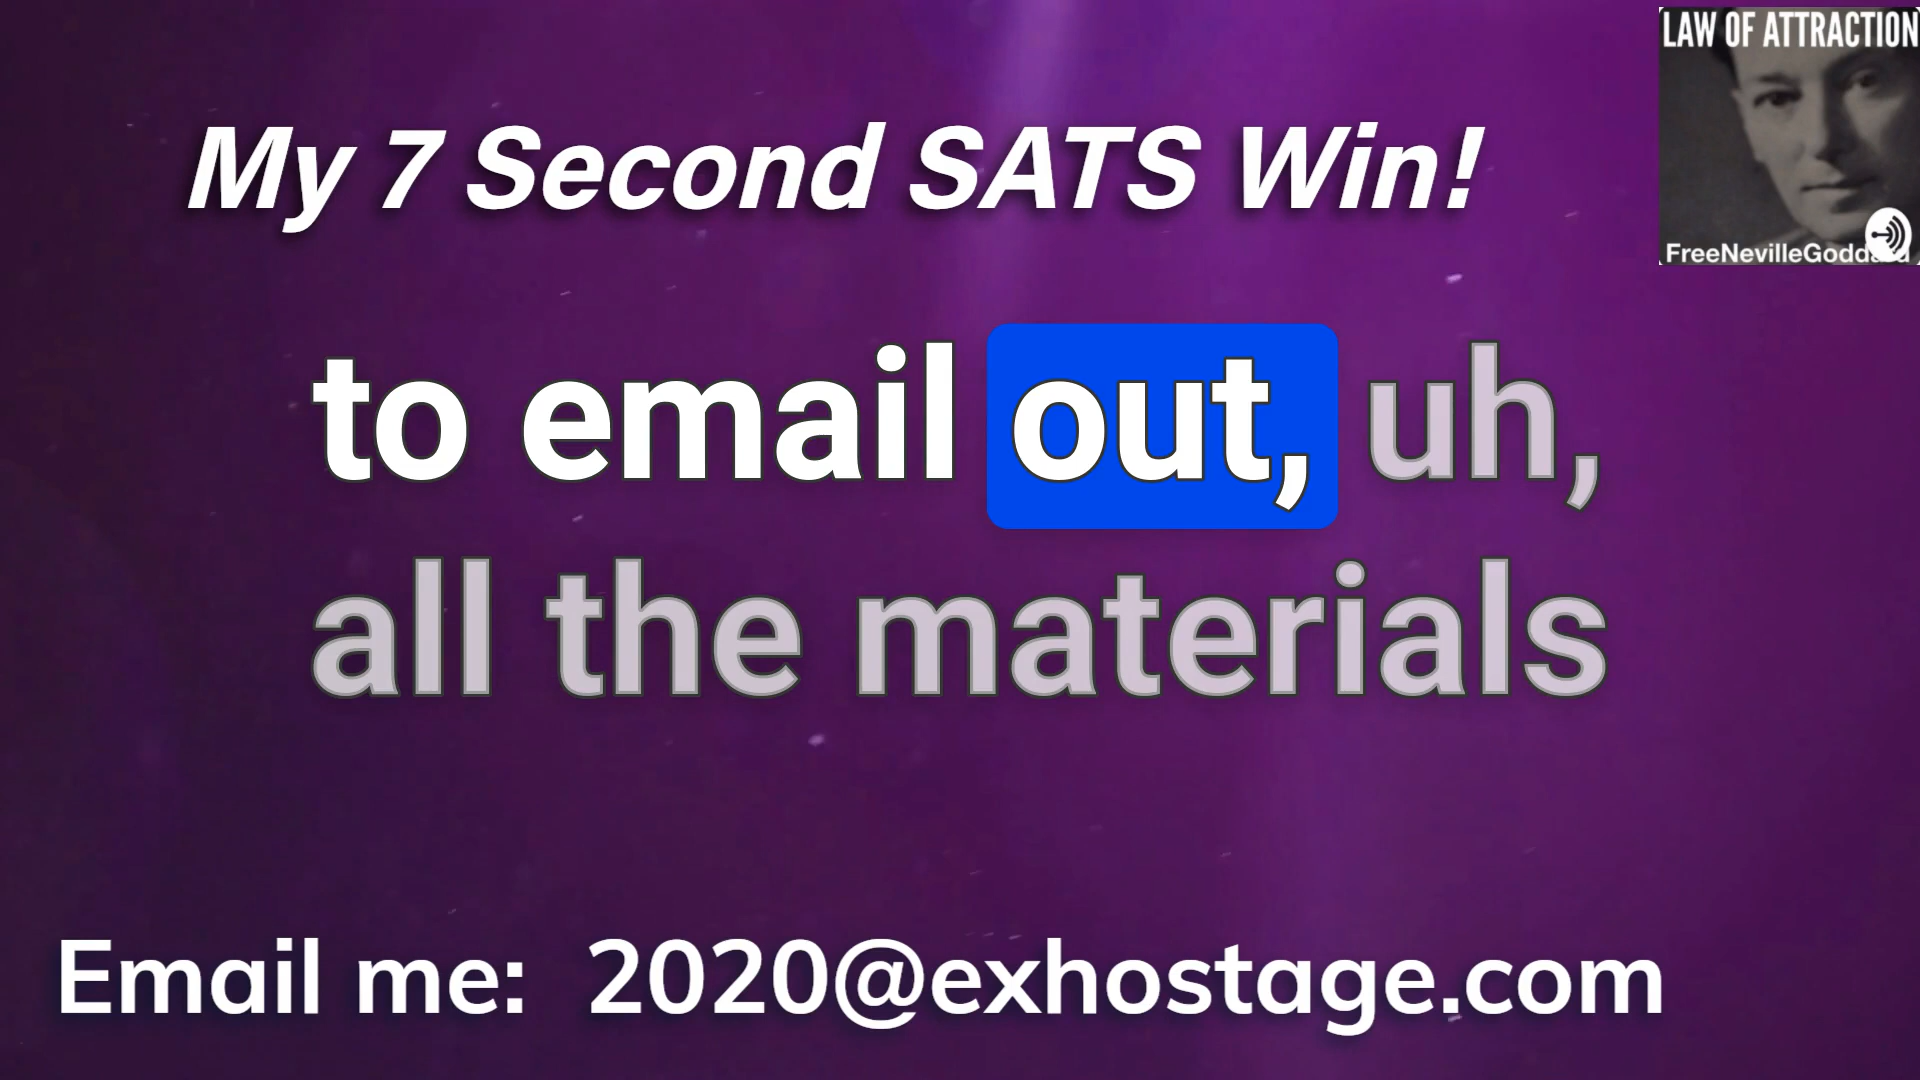 LAW OF ATTRACTION
My 7 Second SATS Win!
FreeNevilleGodd
to email out, uh,
all the materials
Email me: 2020@exhostage.com